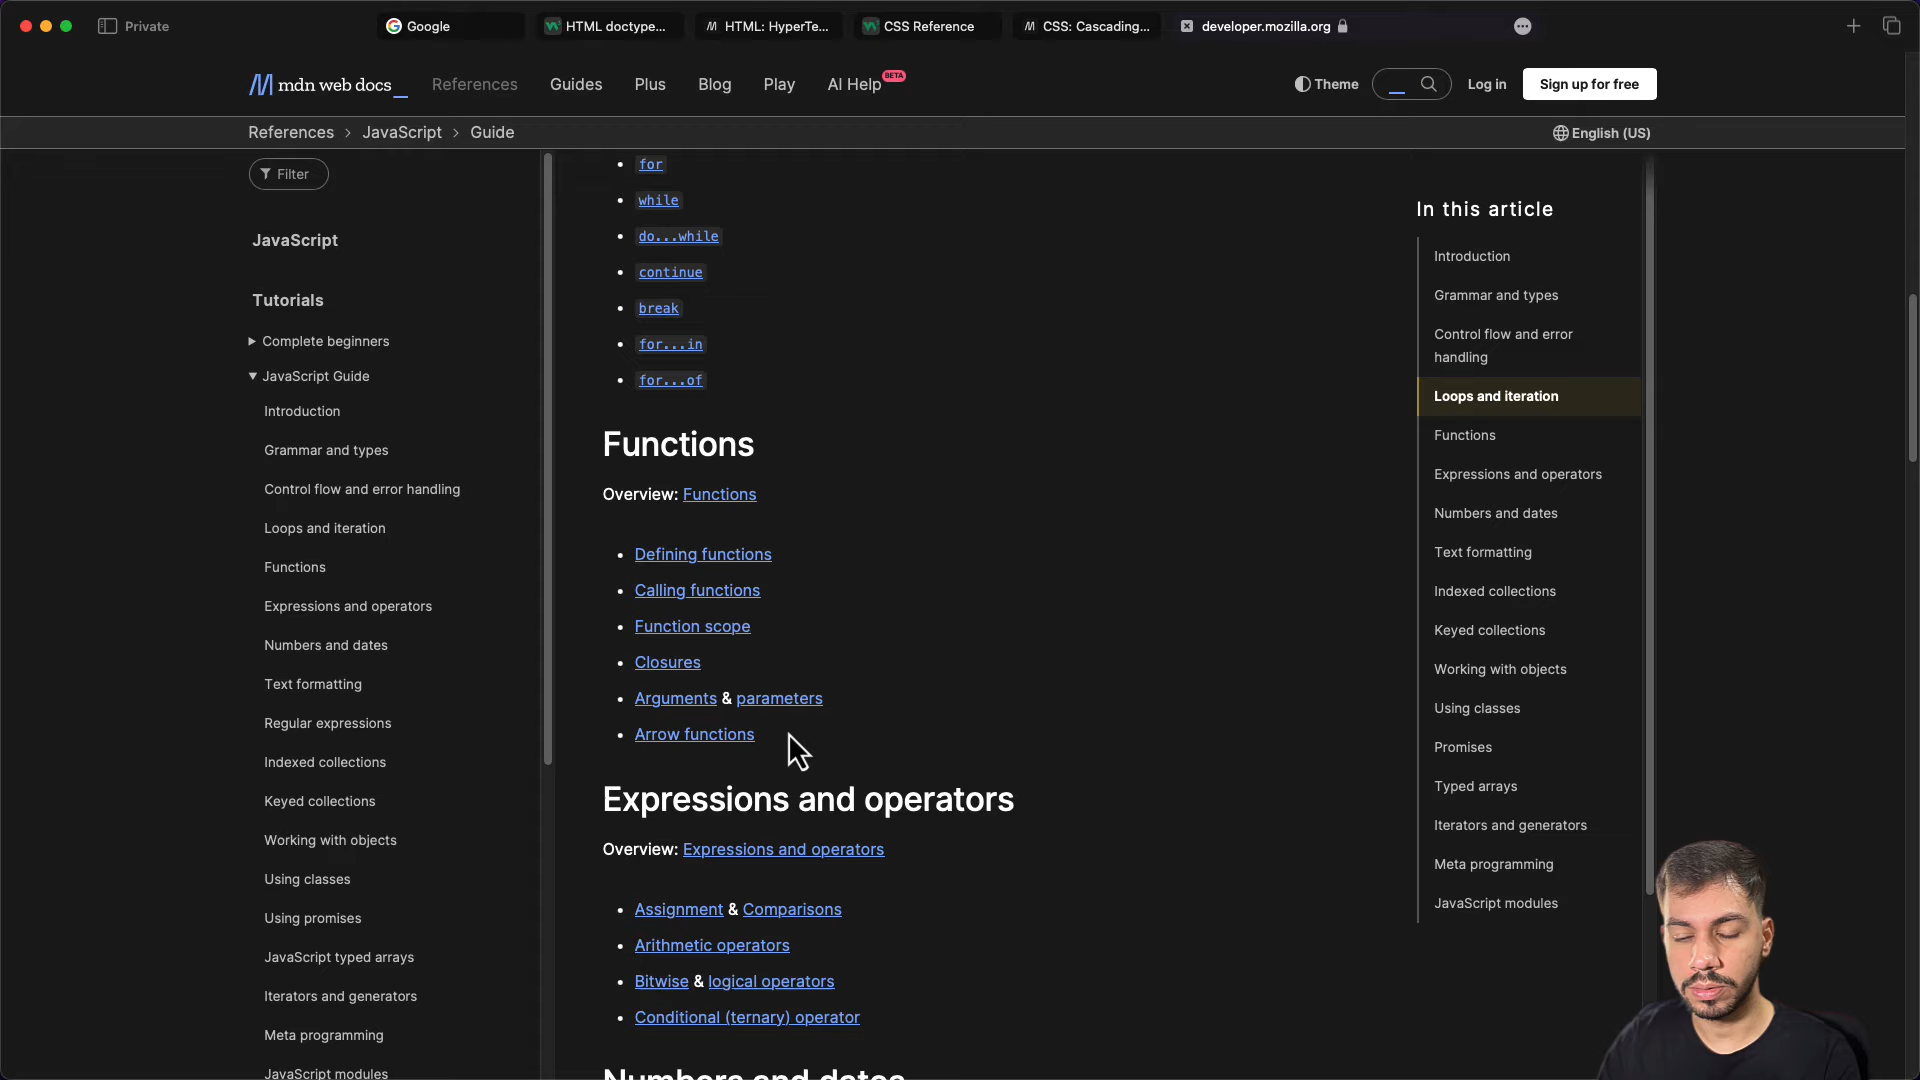 Private
Google
HTML doctype...
HTML: HyperTe...
CSS Reference
CSS: Cascading...
developer.mozilla.org
mdn web docs_
References
Guides
Plus
Blog
Play
AI Help
BETA
Theme
Log in
Sign up for free
References > JavaScript > Guide
English (US)
Filter
JavaScript
Tutorials
Complete beginners
JavaScript Guide
Introduction
Grammar and types
Control flow and error handling
Loops and iteration
Functions
Expressions and operators
Numbers and dates
Text formatting
Regular expressions
Indexed collections
Keyed collections
Working with objects
Using classes
Using promises
JavaScript typed arrays
Iterators and generators
Meta programming
JavaScript modules
for
while
do...while
continue
break
for...in
for...of
Functions
Overview: Functions
Defining functions
Calling functions
Function scope
Closures
Arguments & parameters
Arrow functions
Expressions and operators
Overview: Expressions and operators
Assignment & Comparisons
Arithmetic operators
Bitwise & logical operators
Conditional (ternary) operator
Numbers and dates
In this article
Introduction
Grammar and types
Control flow and error
handling
Loops and iteration
Functions
Expressions and operators
Numbers and dates
Text formatting
Indexed collections
Keyed collections
Working with objects
Using classes
Promises
Typed arrays
Iterators and generators
Meta programming
JavaScript modules